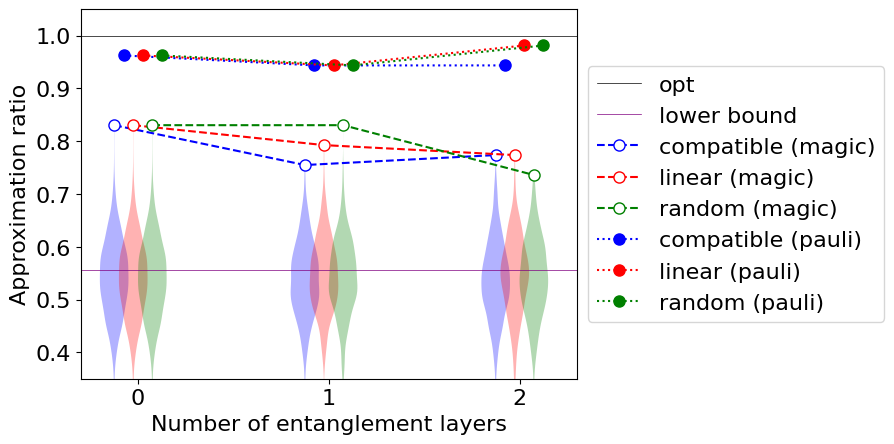 1.0
0.9
0.8
0.7
0.6
0.5
0.4
Approximation ratio
0 1 2
Number of entanglement layers
opt
lower bound
compatible (magic)
linear (magic)
random (magic)
compatible (pauli)
linear (pauli)
random (pauli)